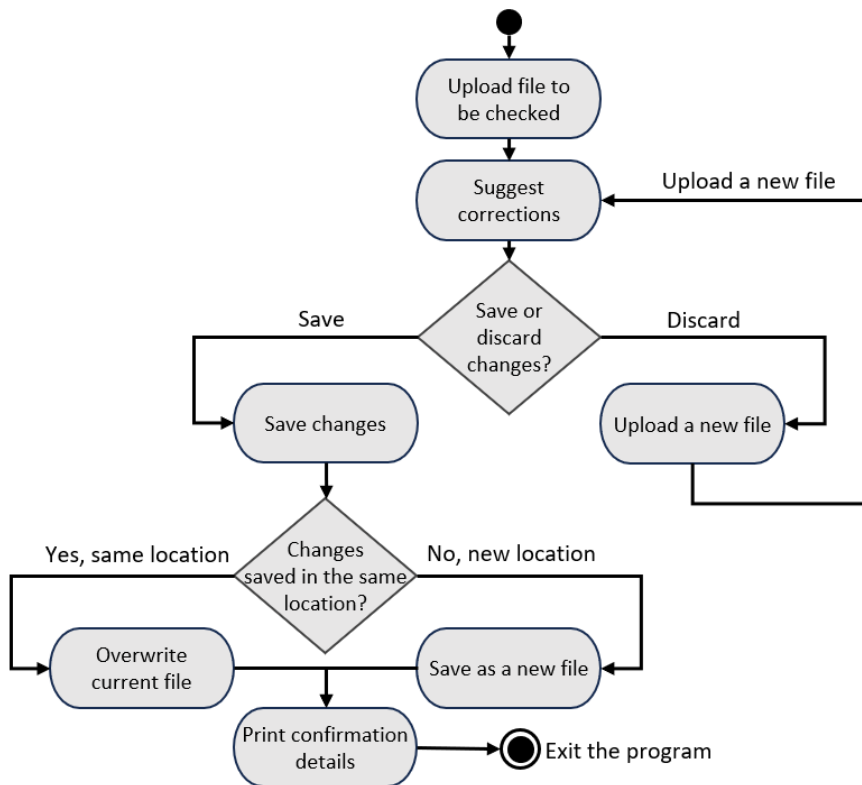 Upload file to
be checked
Suggest
corrections
Upload a new file
Save or
discard
changes?
Save
Discard
Save changes
Upload a new file
Changes
saved in the same
location?
Yes, same location
No, new location
Overwrite
current file
Save as a new file
Print confirmation
details
Exit the program